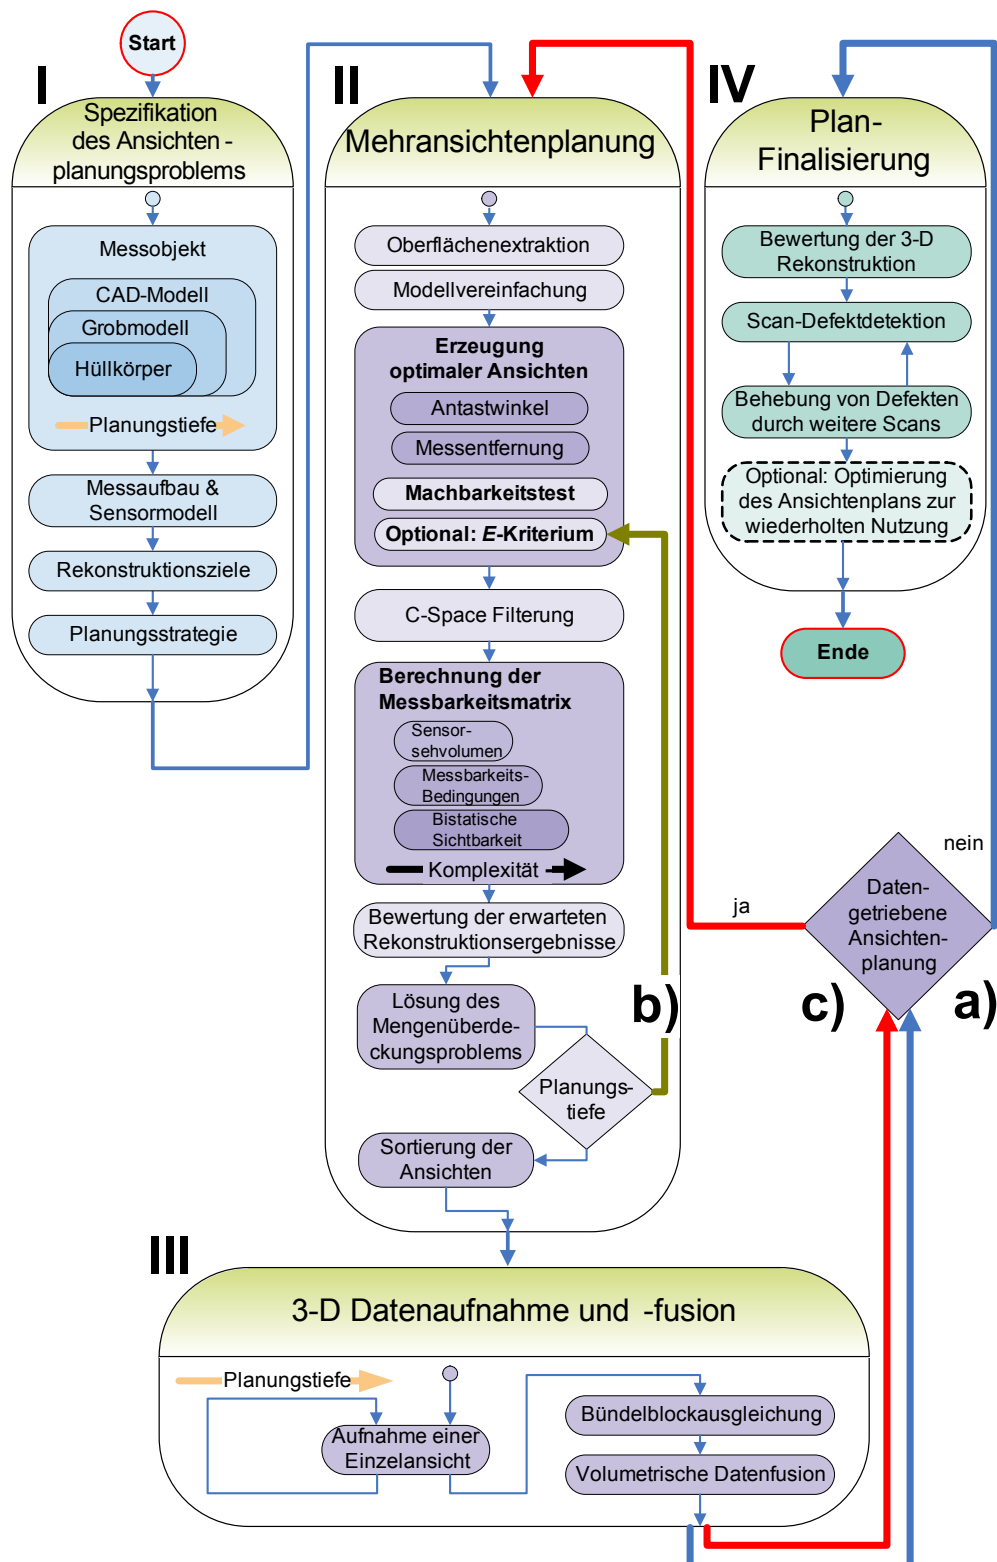 Start
I
Spezifikation
des Ansichten -
planungsproblems
Messobjekt
CAD-Modell
Grobmodell
Hüllkörper
Planungstiefe
Messaufbau &
Sensormodell
Rekonstruktionsziele
Planungsstrategie
II
Mehransichtenplanung
Oberflächenextraktion
Modellvereinfachung
Erzeugung
optimaler Ansichten
Antastwinkel
Messentfernung
Machbarkeitstest
Optional: E-Kriterium
C-Space Filterung
Berechnung der
Messbarkeitsmatrix
Sensor-
sehvolumen
Messbarkeits-
Bedingungen
Bistatische
Sichtbarkeit
Komplexität
Bewertung der erwarteten
Rekonstruktionsergebnisse
Lösung des
Mengenüberde-
ckungsproblems
b)
Planungs-
tiefe
Sortierung der
Ansichten
III
3-D Datenaufnahme und -fusion
Planungstiefe
Aufnahme einer
Einzelansicht
Bündelblockausgleichung
Volumetrische Datenfusion
IV
Plan-
Finalisierung
Bewertung der 3-D
Rekonstruktion
Scan-Defektdetektion
Behebung von Defekten
durch weitere Scans
Optional: Optimierung
des Ansichtenplans zur
wiederholten Nutzung
Ende
nein
ja
Daten-
getriebene
Ansichten-
planung
c)
a)